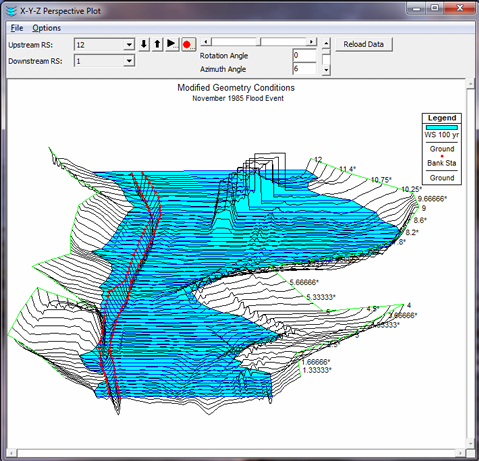 X-Y-Z Perspective Plot
File Options
Upstream RS: 12
Downstream RS: 1
Rotation Angle 0
Azimuth Angle 6
Reload Data
Modified Geometry Conditions
November 1985 Flood Event
Legend
WS 100 yr
Ground
Bank Sta
Ground
12
11.4*
10.75*
10.25*
9.66666*
9
8.6*
8.2*
7.8*
5.66666*
5.33333*
5
4.5*
4
3.66666*
3.33333*
1.66666*
1.33333*